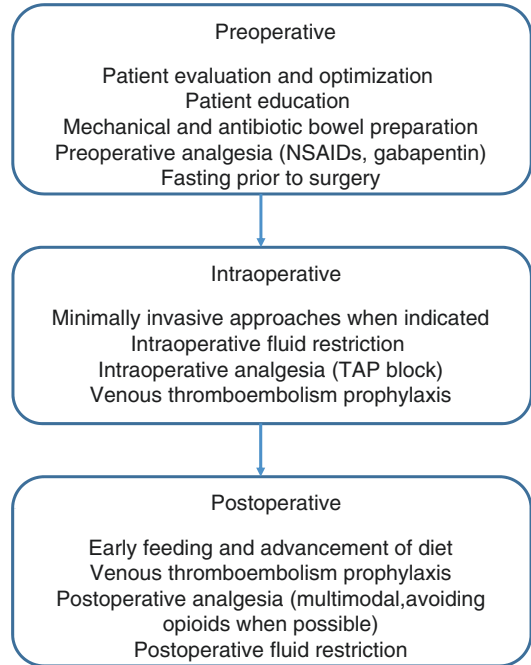 Preoperative
Patient evaluation and optimization
Patient education
Mechanical and antibiotic bowel preparation
Preoperative analgesia (NSAIDs, gabapentin)
Fasting prior to surgery
Intraoperative
Minimally invasive approaches when indicated
Intraoperative fluid restriction
Intraoperative analgesia (TAP block)
Venous thromboembolism prophylaxis
Postoperative
Early feeding and advancement of diet
Venous thromboembolism prophylaxis
Postoperative analgesia (multimodal,avoiding
opioids when possible)
Postoperative fluid restriction